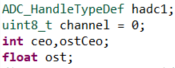 ADC_HandleTypeDef hadc1;
uint8_t channel = 0;
int ceo,ostCeo;
float ost;